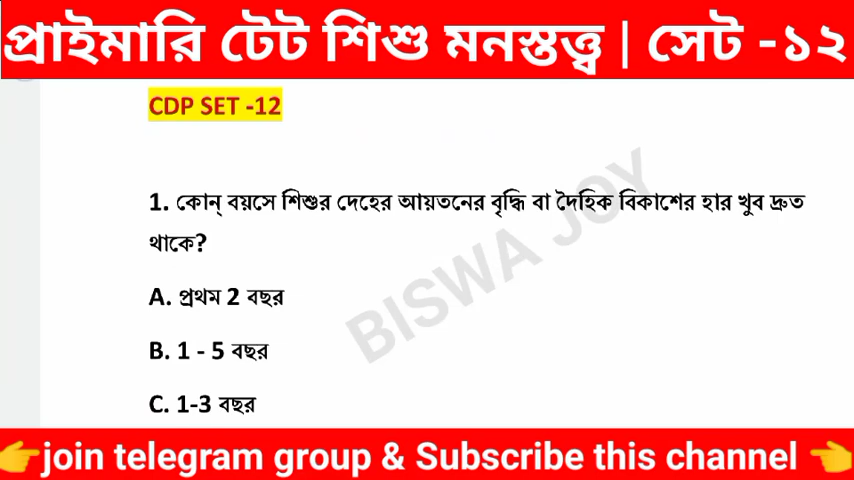 প্রাইমারি টেট শিশু মনস্তত্ত্ব | সেট -১২
CDP SET -12
1. কোন্ বয়সে শিশুর দেহের আয়তনের বৃদ্ধি বা দৈহিক বিকাশের হার খুব দ্রুত
থাকে?
A. প্রথম 2 বছর
B. 1 - 5 বছর
C. 1-3 বছর
BISWA JOY
👉join telegram group & Subscribe this channel 👈